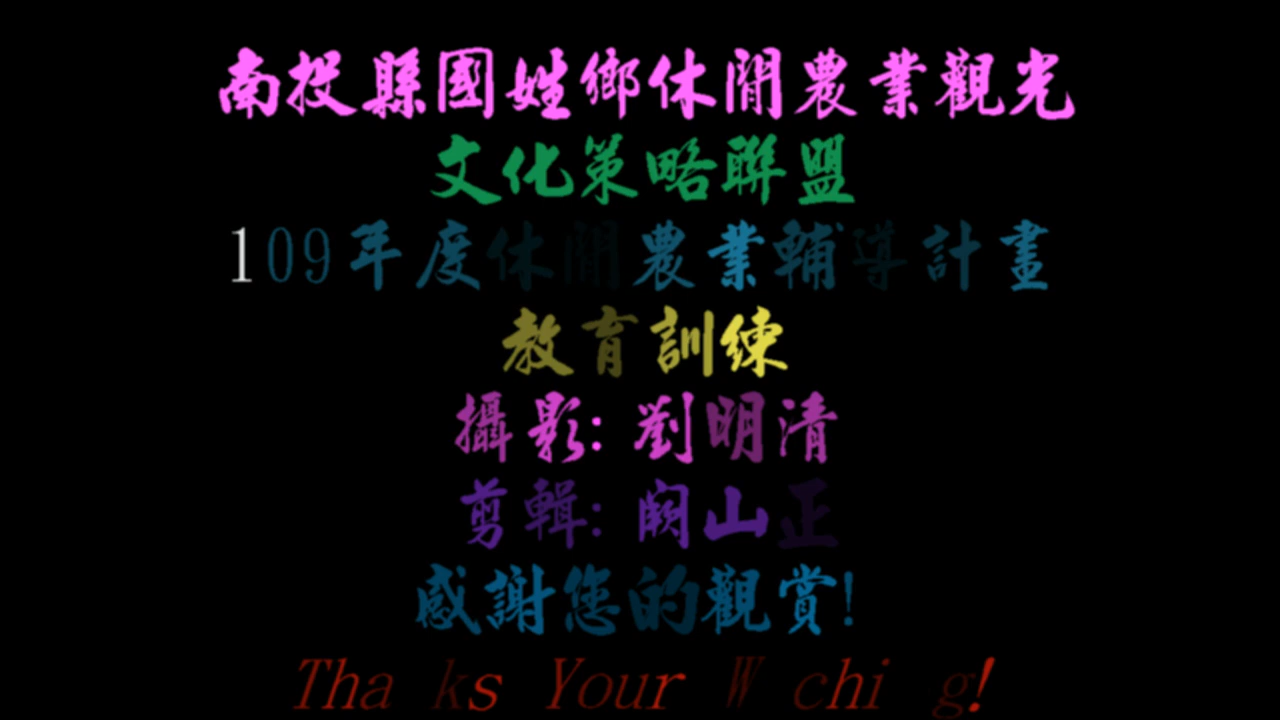 南投縣國姓鄉休閒農業觀光
文化策略聯盟
109年度休閒農業輔導計畫
教育訓練
攝影: 劉明清
剪輯: 闕山正
感謝您的觀賞!
Tha ks Your W chi g!